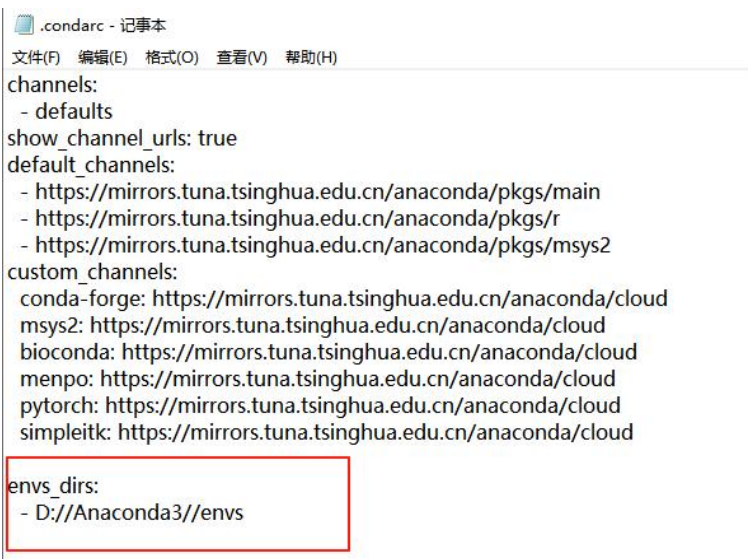 .condarc - 记事本
文件(F) 编辑(E) 格式(O) 查看(V) 帮助(H)
channels:
  - defaults
show_channel_urls: true
default_channels:
  - https://mirrors.tuna.tsinghua.edu.cn/anaconda/pkgs/main
  - https://mirrors.tuna.tsinghua.edu.cn/anaconda/pkgs/r
  - https://mirrors.tuna.tsinghua.edu.cn/anaconda/pkgs/msys2
custom_channels:
  conda-forge: https://mirrors.tuna.tsinghua.edu.cn/anaconda/cloud
  msys2: https://mirrors.tuna.tsinghua.edu.cn/anaconda/cloud
  bioconda: https://mirrors.tuna.tsinghua.edu.cn/anaconda/cloud
  menpo: https://mirrors.tuna.tsinghua.edu.cn/anaconda/cloud
  pytorch: https://mirrors.tuna.tsinghua.edu.cn/anaconda/cloud
  simpleitk: https://mirrors.tuna.tsinghua.edu.cn/anaconda/cloud
envs_dirs:
  - D://Anaconda3//envs